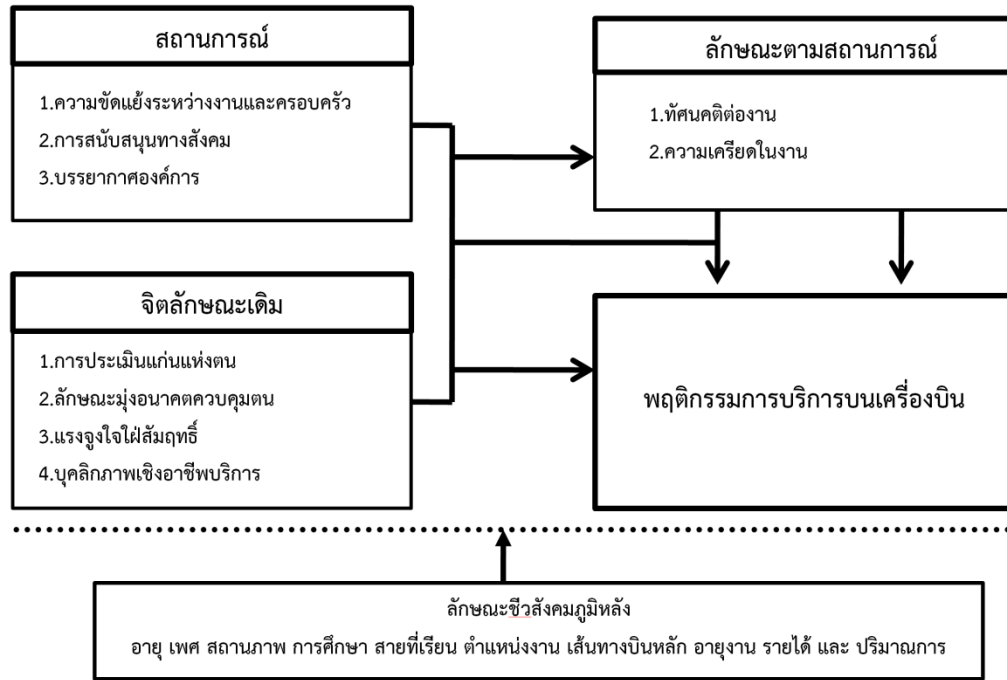 สถานการณ์
1.ความขัดแย้งระหว่างงานและครอบครัว
2.การสนับสนุนทางสังคม
3.บรรยากาศองค์การ
ลักษณะตามสถานการณ์
1.ทัศนคติต่องาน
2.ความเครียดในงาน
จิตลักษณะเดิม
1.การประเมินแก่นแห่งตน
2.ลักษณะมุ่งอนาคตควบคุมตน
3.แรงจูงใจใฝ่สัมฤทธิ์
4.บุคลิกภาพเชิงอาชีพบริการ
พฤติกรรมการบริการบนเครื่องบิน
ลักษณะชีวสังคมภูมิหลัง
อายุ เพศ สถานภาพ การศึกษา สายที่เรียน ตำแหน่งงาน เส้นทางบินหลัก อายุงาน รายได้ และ ปริมาณการ